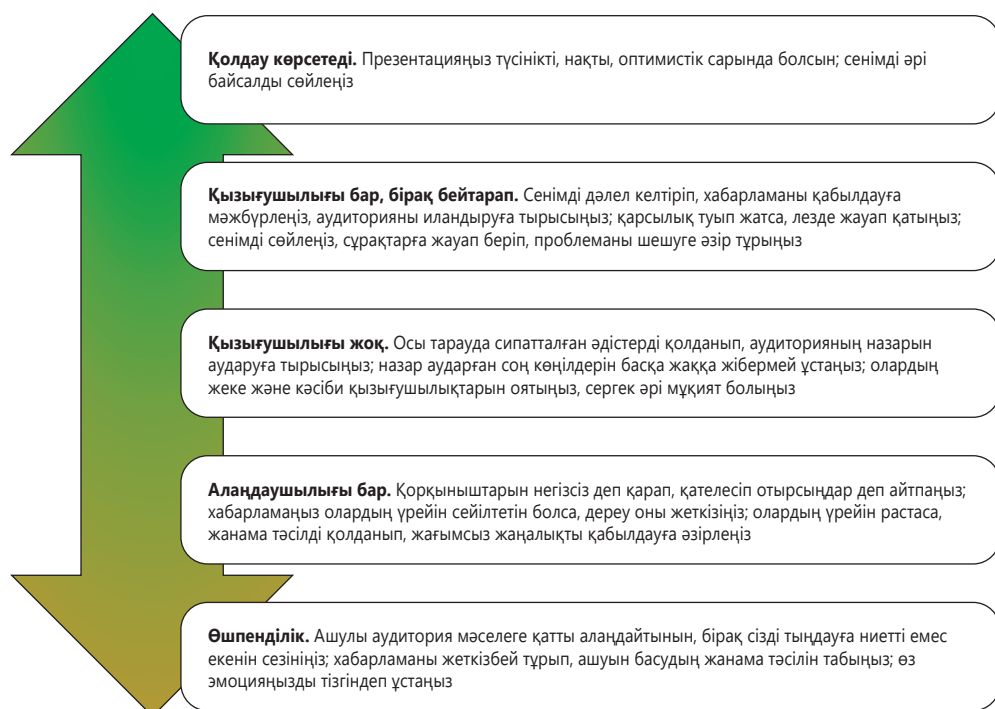 Қолдау көрсетеді. Презентацияңыз түсінікті, нақты, оптимистік сарында болсын; сенімді әрі
байсалды сөйлеңіз
Қызығушылығы бар, бірақ бейтарап. Сенімді дәлел келтіріп, хабарламаны қабылдауға
мәжбүрлеңіз, аудиторияны иландыруға тырысыңыз; қарсылық туып жатса, лезде жауап қатыңыз;
сенімді сөйлеңіз, сұрақтарға жауап беріп, проблеманы шешуге әзір тұрыңыз
Қызығушылығы жоқ. Осы тарауда сипатталған әдістерді қолданып, аудиторияның назарын
аударуға тырысыңыз; назар аударған соң көңілдерін басқа жаққа жібермей ұстаңыз; олардың
жеке және кәсіби қызығушылықтарын оятыңыз, сергек әрі мұқият болыңыз
Алаңдаушылығы бар. Қорқыныштарын негізсіз деп қарап, қателесіп отырсыңдар деп айтпаңыз;
хабарламаңыз олардың үрейін сейілтетін болса, дереу оны жеткізіңіз; олардың үрейін растаса,
жанама тәсілді қолданып, жағымсыз жаңалықты қабылдауға әзірлеңіз
Өшпенділік. Ашулы аудитория мәселеге қатты алаңдайтынын, бірақ сізді тыңдауға ниетті емес
екенін сезініңіз; хабарламаны жеткізбей тұрып, ашуын басудың жанама тәсілін табыңыз; өз
эмоцияңызды тізгіндеп ұстаңыз